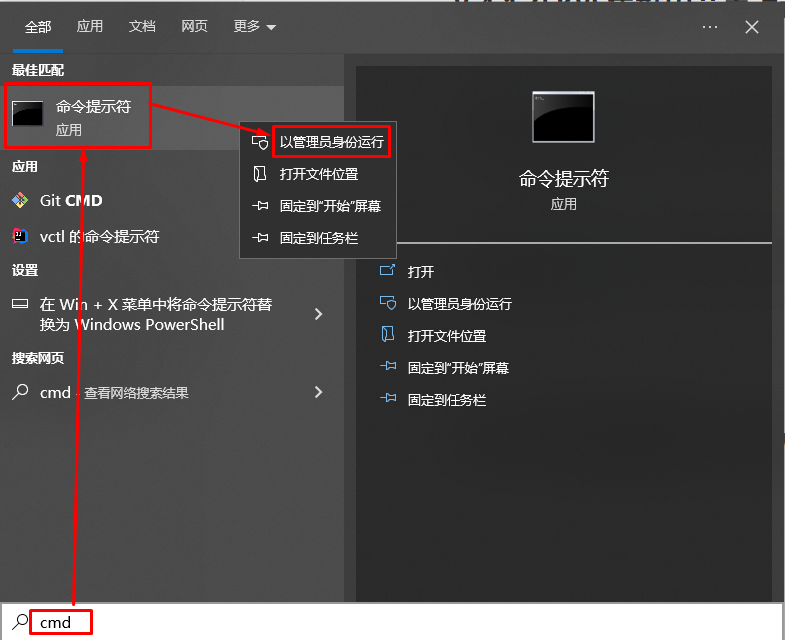 全部
应用
文档
网页
更多
最佳匹配
命令提示符
应用
以管理员身份运行
打开文件位置
固定到"开始"屏幕
固定到任务栏
应用
Git CMD
vctl 的命令提示符
设置
在 Win + X 菜单中将命令提示符替
换为 Windows PowerShell
搜索网页
cmd - 查看网络搜索结果
命令提示符
应用
打开
以管理员身份运行
打开文件位置
固定到"开始"屏幕
固定到任务栏
cmd